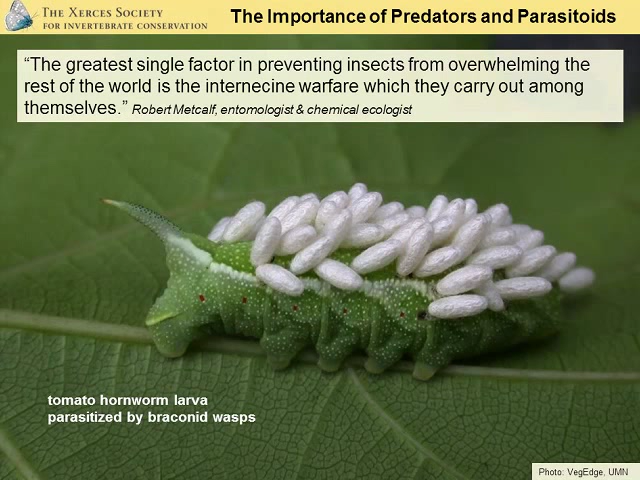 THE XERCES SOCIETY
FOR INVERTEBRATE CONSERVATION
The Importance of Predators and Parasitoids
“The greatest single factor in preventing insects from overwhelming the
rest of the world is the internecine warfare which they carry out among
themselves.” Robert Metcalf, entomologist & chemical ecologist
tomato hornworm larva
parasitized by braconid wasps
Photo: VegEdge, UMN